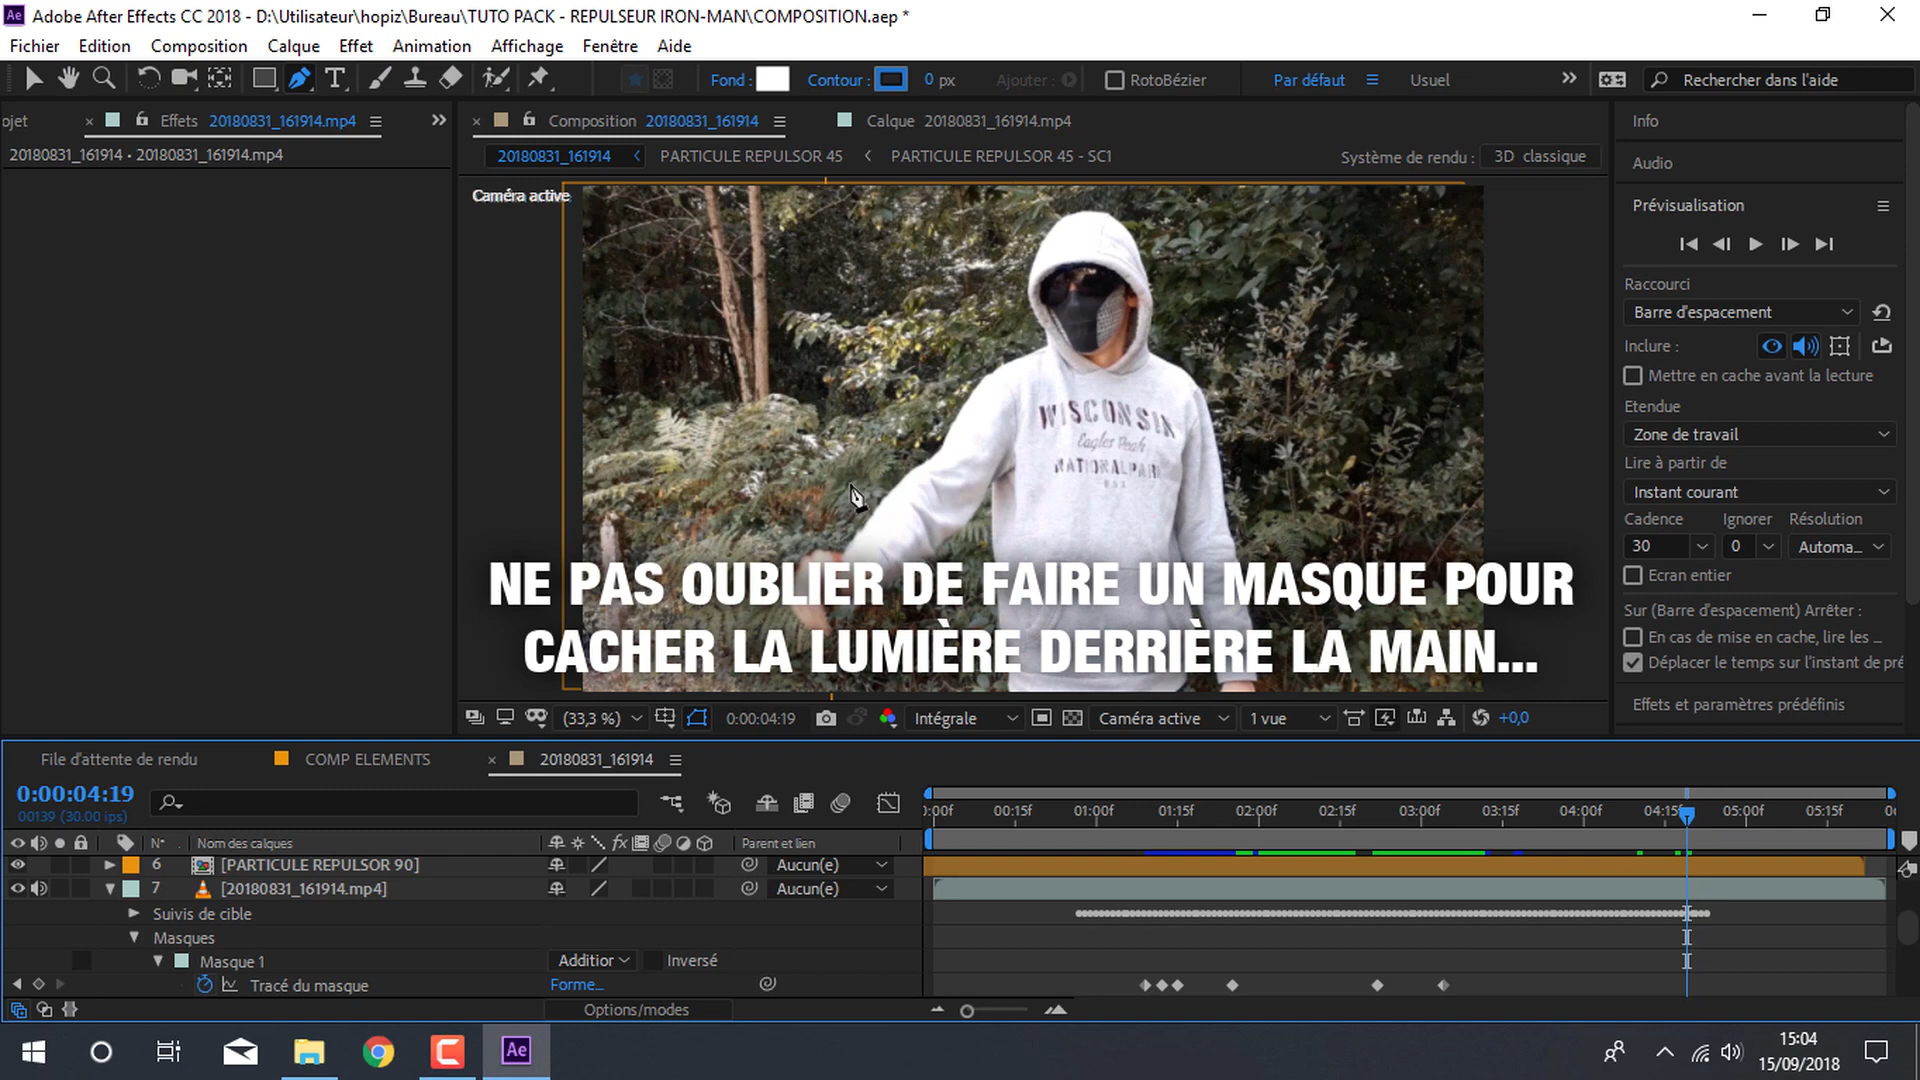 Adobe After Effects CC 2018 - D:\Utilisateur\hopiz\Bureau\TUTO PACK - REPULSEUR IRON-MAN\COMPOSITION.aep *
Fichier Edition Composition Calque Effet Animation Affichage Fenêtre Aide
Fond : Contour : 0 px Ajouter : RotoBézier Par défaut Usuel Rechercher dans l'aide
ojet Effets 20180831_161914.mp4 Composition 20180831_161914 Calque 20180831_161914.mp4
20180831_161914 • 20180831_161914.mp4
20180831_161914 PARTICULE REPULSOR 45 PARTICULE REPULSOR 45 - SC1 Système de rendu : 3D classique
Caméra active
WISCONSIN
Eagles Peak
NATIONAL PARK
NE PAS OUBLIER DE FAIRE UN MASQUE POUR
CACHER LA LUMIÈRE DERRIÈRE LA MAIN...
(33,3 %) 0:00:04:19 Intégrale Caméra active 1 vue +0,0
Info
Audio
Prévisualisation
Raccourci
Barre d'espacement
Inclure :
Mettre en cache avant la lecture
Etendue
Zone de travail
Lire à partir de
Instant courant
Cadence Ignorer Résolution
30 0 Automa...
Ecran entier
Sur (Barre d'espacement) Arrêter :
En cas de mise en cache, lire les ...
Déplacer le temps sur l'instant de pré
Effets et paramètres prédéfinis
File d'attente de rendu COMP ELEMENTS 20180831_161914
0:00:04:19
00139 (30.00 ips)
:00f 00:15f 01:00f 01:15f 02:00f 02:15f 03:00f 03:15f 04:00f 04:15f 05:00f 05:15f 0
N° Nom des calques fx Parent et lien
6 [PARTICULE REPULSOR 90] Aucun(e)
7 [20180831_161914.mp4] Aucun(e)
Suivis de cible
Masques
Masque 1 Addition Inversé
Tracé du masque Forme...
Options/modes
Ae
15:04
15/09/2018